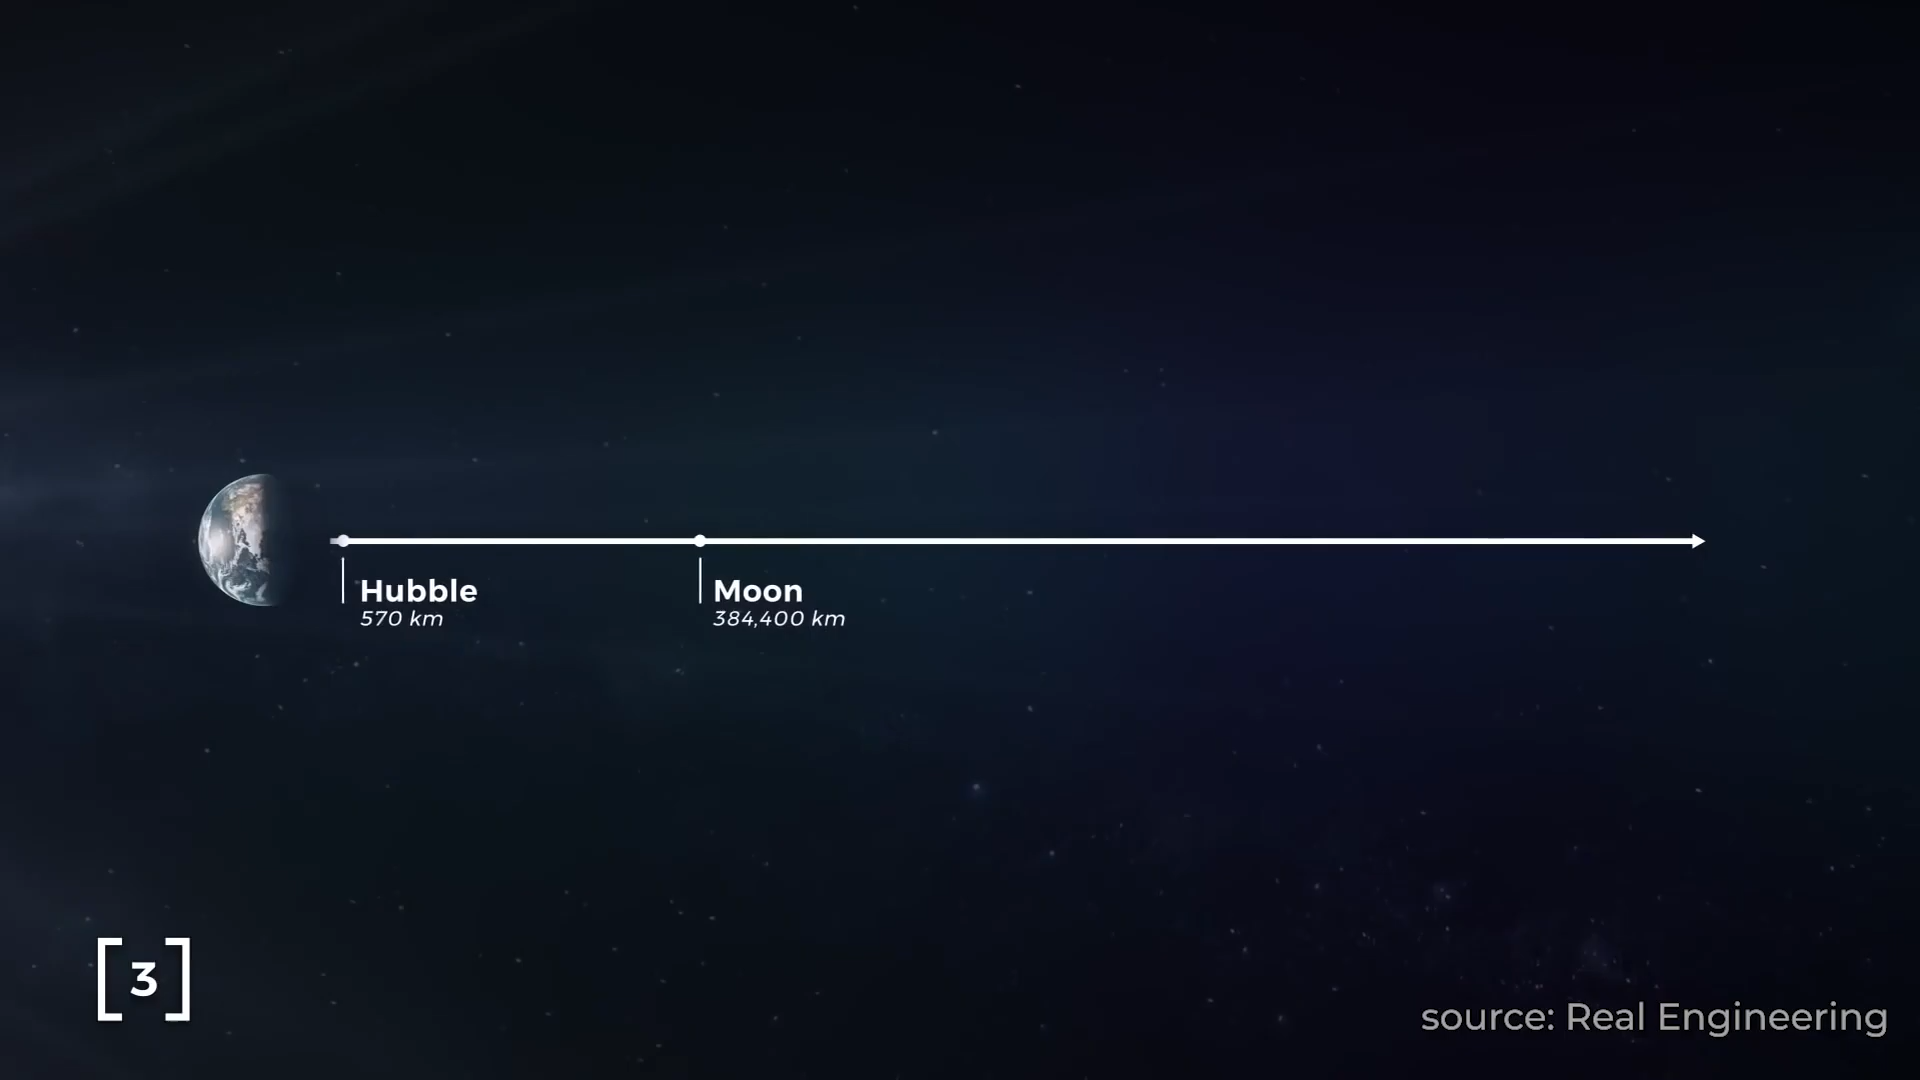 Hubble
570 km
Moon
384,400 km
[3]
source: Real Engineering